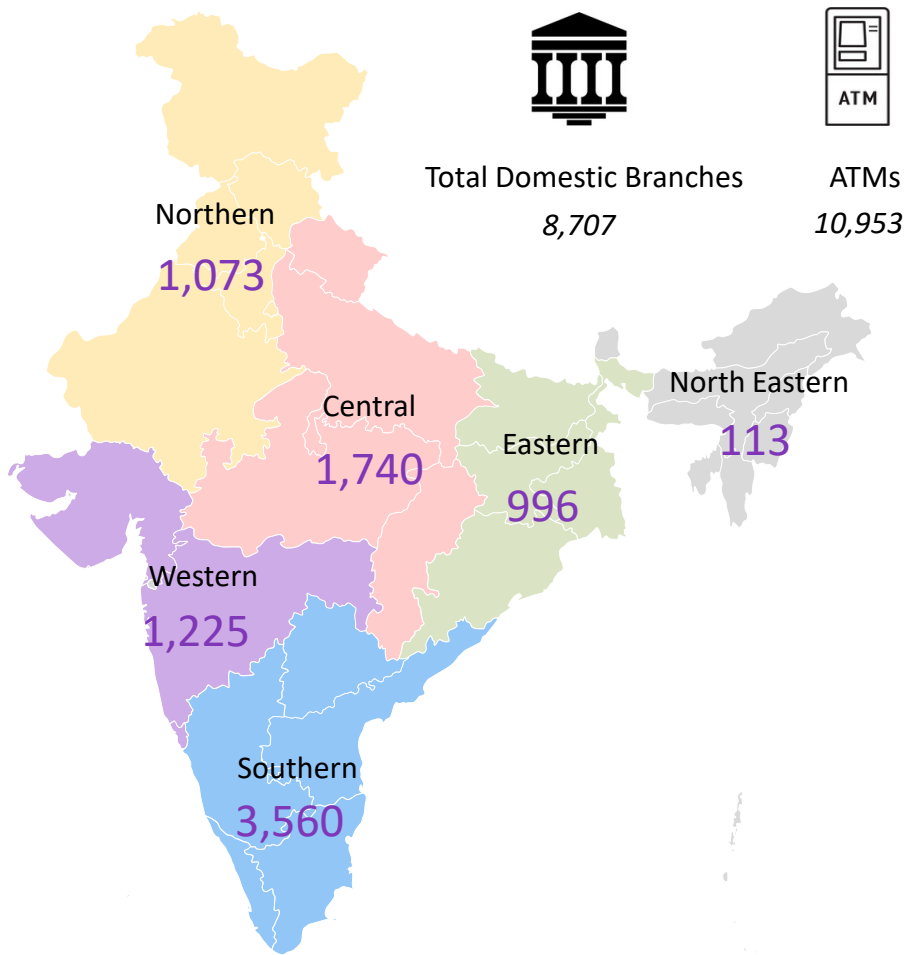 ATM
Total Domestic Branches
8,707
ATMs
10,953
Northern
1,073
Central
1,740
North Eastern
113
Eastern
996
Western
1,225
Southern
3,560